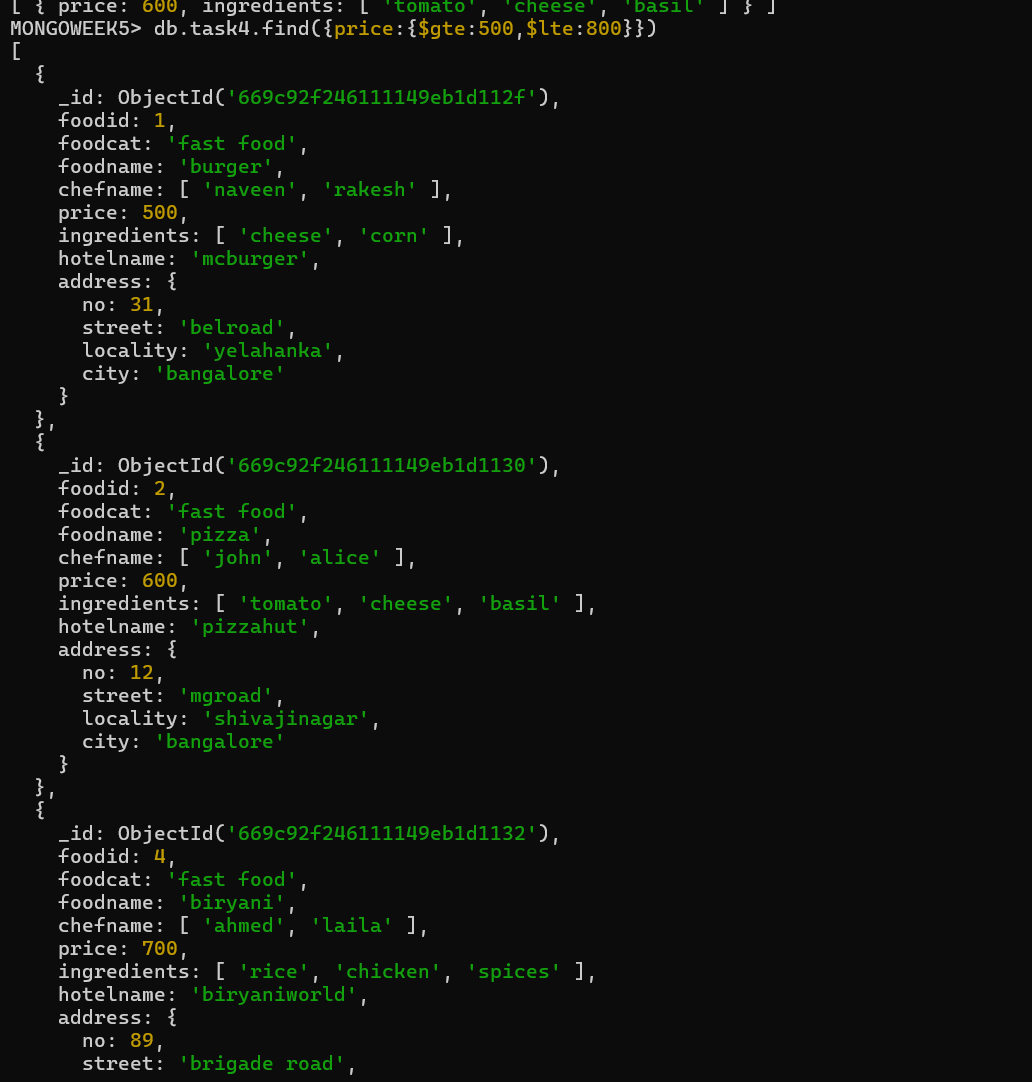 [ { price: 600, ingredients: [ 'tomato', 'cheese', 'basil' ] } ]
MONGOWEEK5> db.task4.find({price:{$gte:500,$lte:800}})
[
  {
    _id: ObjectId('669c92f246111149eb1d112f'),
    foodid: 1,
    foodcat: 'fast food',
    foodname: 'burger',
    chefname: [ 'naveen', 'rakesh' ],
    price: 500,
    ingredients: [ 'cheese', 'corn' ],
    hotelname: 'mcburger',
    address: {
      no: 31,
      street: 'belroad',
      locality: 'yelahanka',
      city: 'bangalore'
    }
  },
  {
    _id: ObjectId('669c92f246111149eb1d1130'),
    foodid: 2,
    foodcat: 'fast food',
    foodname: 'pizza',
    chefname: [ 'john', 'alice' ],
    price: 600,
    ingredients: [ 'tomato', 'cheese', 'basil' ],
    hotelname: 'pizzahut',
    address: {
      no: 12,
      street: 'mgroad',
      locality: 'shivajinagar',
      city: 'bangalore'
    }
  },
  {
    _id: ObjectId('669c92f246111149eb1d1132'),
    foodid: 4,
    foodcat: 'fast food',
    foodname: 'biryani',
    chefname: [ 'ahmed', 'laila' ],
    price: 700,
    ingredients: [ 'rice', 'chicken', 'spices' ],
    hotelname: 'biryaniworld',
    address: {
      no: 89,
      street: 'brigade road',